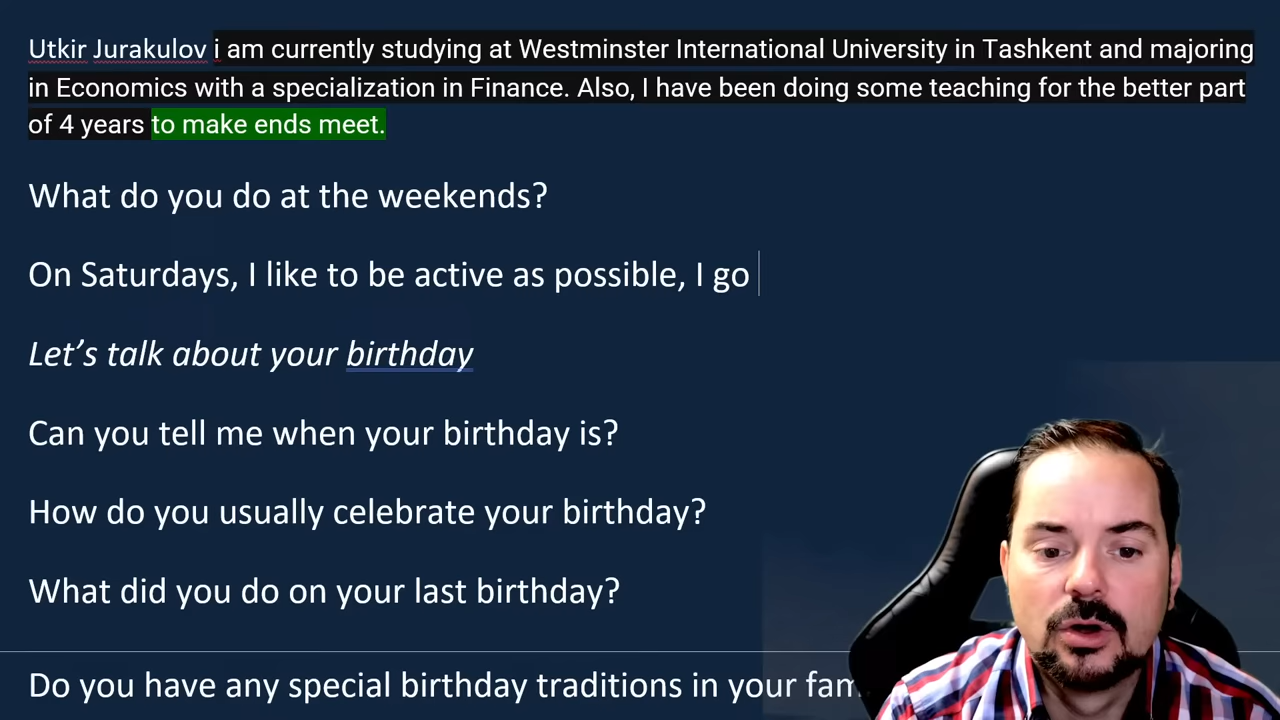 Utkir Jurakulov i am currently studying at Westminster International University in Tashkent and majoring
in Economics with a specialization in Finance. Also, I have been doing some teaching for the better part
of 4 years to make ends meet.
What do you do at the weekends?
On Saturdays, I like to be active as possible, I go
Let's talk about your birthday
Can you tell me when your birthday is?
How do you usually celebrate your birthday?
What did you do on your last birthday?
Do you have any special birthday traditions in your